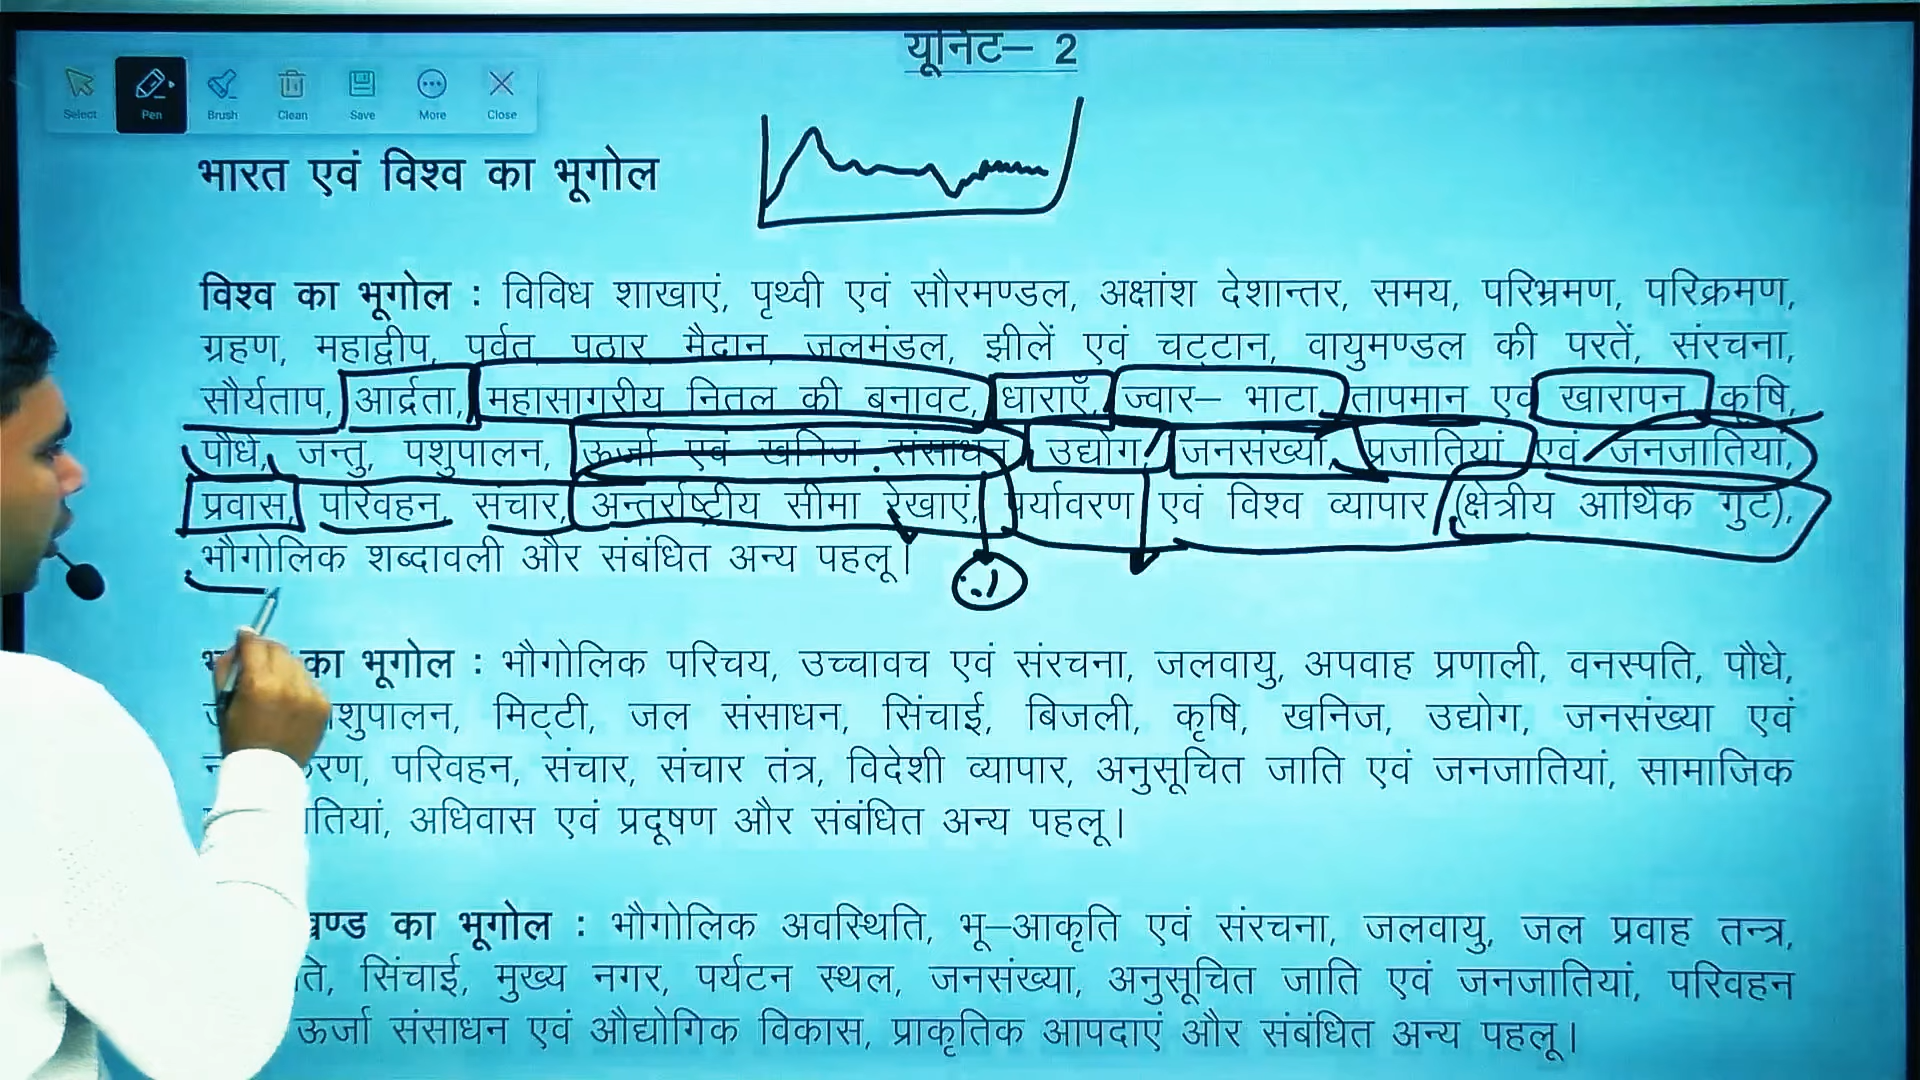 यूनिट– 2
Select Pen Brush Clean Save More Close
भारत एवं विश्व का भूगोल
विश्व का भूगोल : विविध शाखाएं, पृथ्वी एवं सौरमण्डल, अक्षांश देशान्तर, समय, परिभ्रमण, परिक्रमण,
ग्रहण, महाद्वीप, पर्वत, पठार, मैदान, जलमंडल, झीलें एवं चट्टान, वायुमण्डल की परतें, संरचना,
सौर्यताप, आर्द्रता, महासागरीय नितल की बनावट, धाराएँ, ज्वार– भाटा, तापमान एवं खारापन, कृषि,
पौधे, जन्तु, पशुपालन, ऊर्जा एवं खनिज संसाधन, उद्योग, जनसंख्या, प्रजातियां एवं जनजातियां,
प्रवास, परिवहन, संचार, अन्तर्राष्ट्रीय सीमा रेखाएं, पर्यावरण एवं विश्व व्यापार (क्षेत्रीय आर्थिक गुट),
भौगोलिक शब्दावली और संबंधित अन्य पहलू।
का भूगोल : भौगोलिक परिचय, उच्चावच एवं संरचना, जलवायु, अपवाह प्रणाली, वनस्पति, पौधे,
पशुपालन, मिट्टी, जल संसाधन, सिंचाई, बिजली, कृषि, खनिज, उद्योग, जनसंख्या एवं
परिवहन, संचार, संचार तंत्र, विदेशी व्यापार, अनुसूचित जाति एवं जनजातियां, सामाजिक
अधिवास एवं प्रदूषण और संबंधित अन्य पहलू।
का भूगोल : भौगोलिक अवस्थिति, भू–आकृति एवं संरचना, जलवायु, जल प्रवाह तन्त्र,
सिंचाई, मुख्य नगर, पर्यटन स्थल, जनसंख्या, अनुसूचित जाति एवं जनजातियां, परिवहन
ऊर्जा संसाधन एवं औद्योगिक विकास, प्राकृतिक आपदाएं और संबंधित अन्य पहलू।